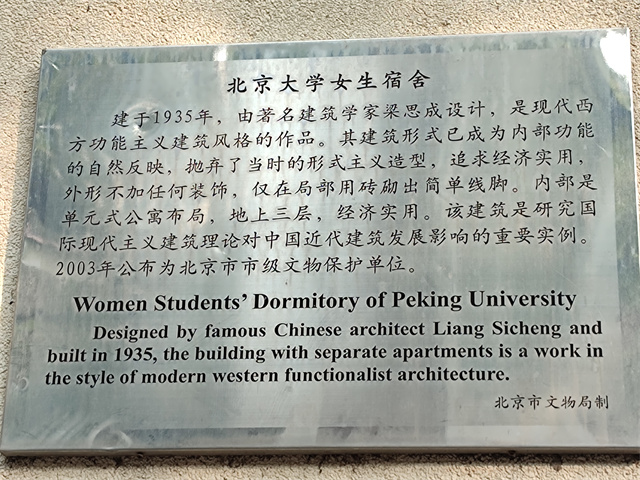 北京大学女生宿舍
建于1935年，由著名建筑学家梁思成设计，是现代西
方功能主义建筑风格的作品。其建筑形式已成为内部功能
的自然反映，抛弃了当时的形式主义造型，追求经济实用，
外形不加任何装饰，仅在局部用砖砌出简单线脚。内部是
单元式公寓布局，地上三层，经济实用。该建筑是研究国
际现代主义建筑理论对中国近代建筑发展影响的重要实例。
2003年公布为北京市市级文物保护单位。
Women Students' Dormitory of Peking University
Designed by famous Chinese architect Liang Sicheng and
built in 1935, the building with separate apartments is a work in
the style of modern western functionalist architecture.
北京市文物局制